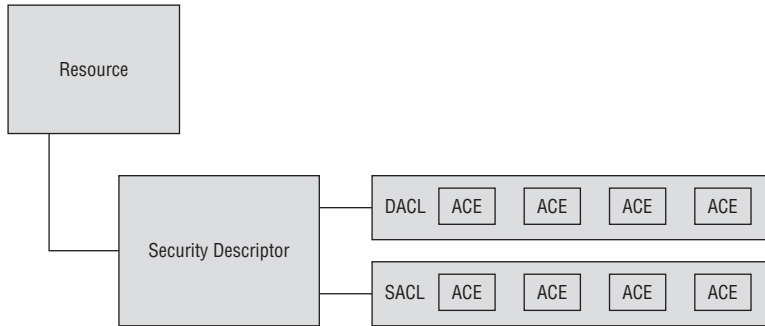 Resource
Security Descriptor
DACL ACE ACE ACE ACE
SACL ACE ACE ACE ACE